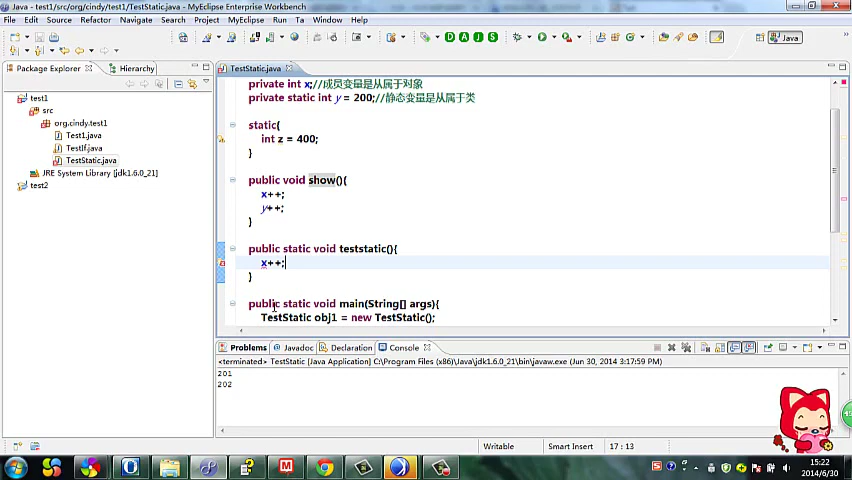 Java - test1/src/org/cindy/test1/TestStatic.java - MyEclipse Enterprise Workbench
File Edit Source Refactor Navigate Search Project MyEclipse Run Ta Window Help
Java
Package Explorer Hierarchy
test1
src
org.cindy.test1
Test1.java
TestIf.java
TestStatic.java
JRE System Library [jdk1.6.0_21]
test2
TestStatic.java
private int x;//成员变量是从属于对象
private static int y = 200;//静态变量是从属于类
static{
int z = 400;
}
public void show(){
x++;
y++;
}
public static void teststatic(){
x++;
}
public static void main(String[] args){
TestStatic obj1 = new TestStatic();
Problems Javadoc Declaration Console
<terminated> TestStatic [Java Application] C:\Program Files (x86)\Java\jdk1.6.0_21\bin\javaw.exe (Jun 30, 2014 3:17:59 PM)
201
202
Writable Smart Insert 17 : 13
15:22
2014/6/30